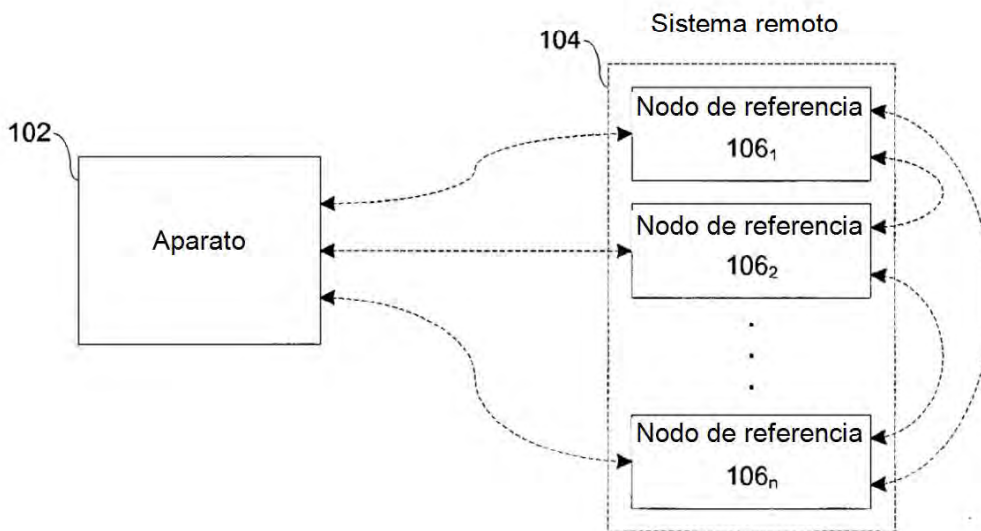 Sistema remoto
104
Nodo de referencia
106₁
102
Aparato
Nodo de referencia
106₂
Nodo de referencia
106ₙ